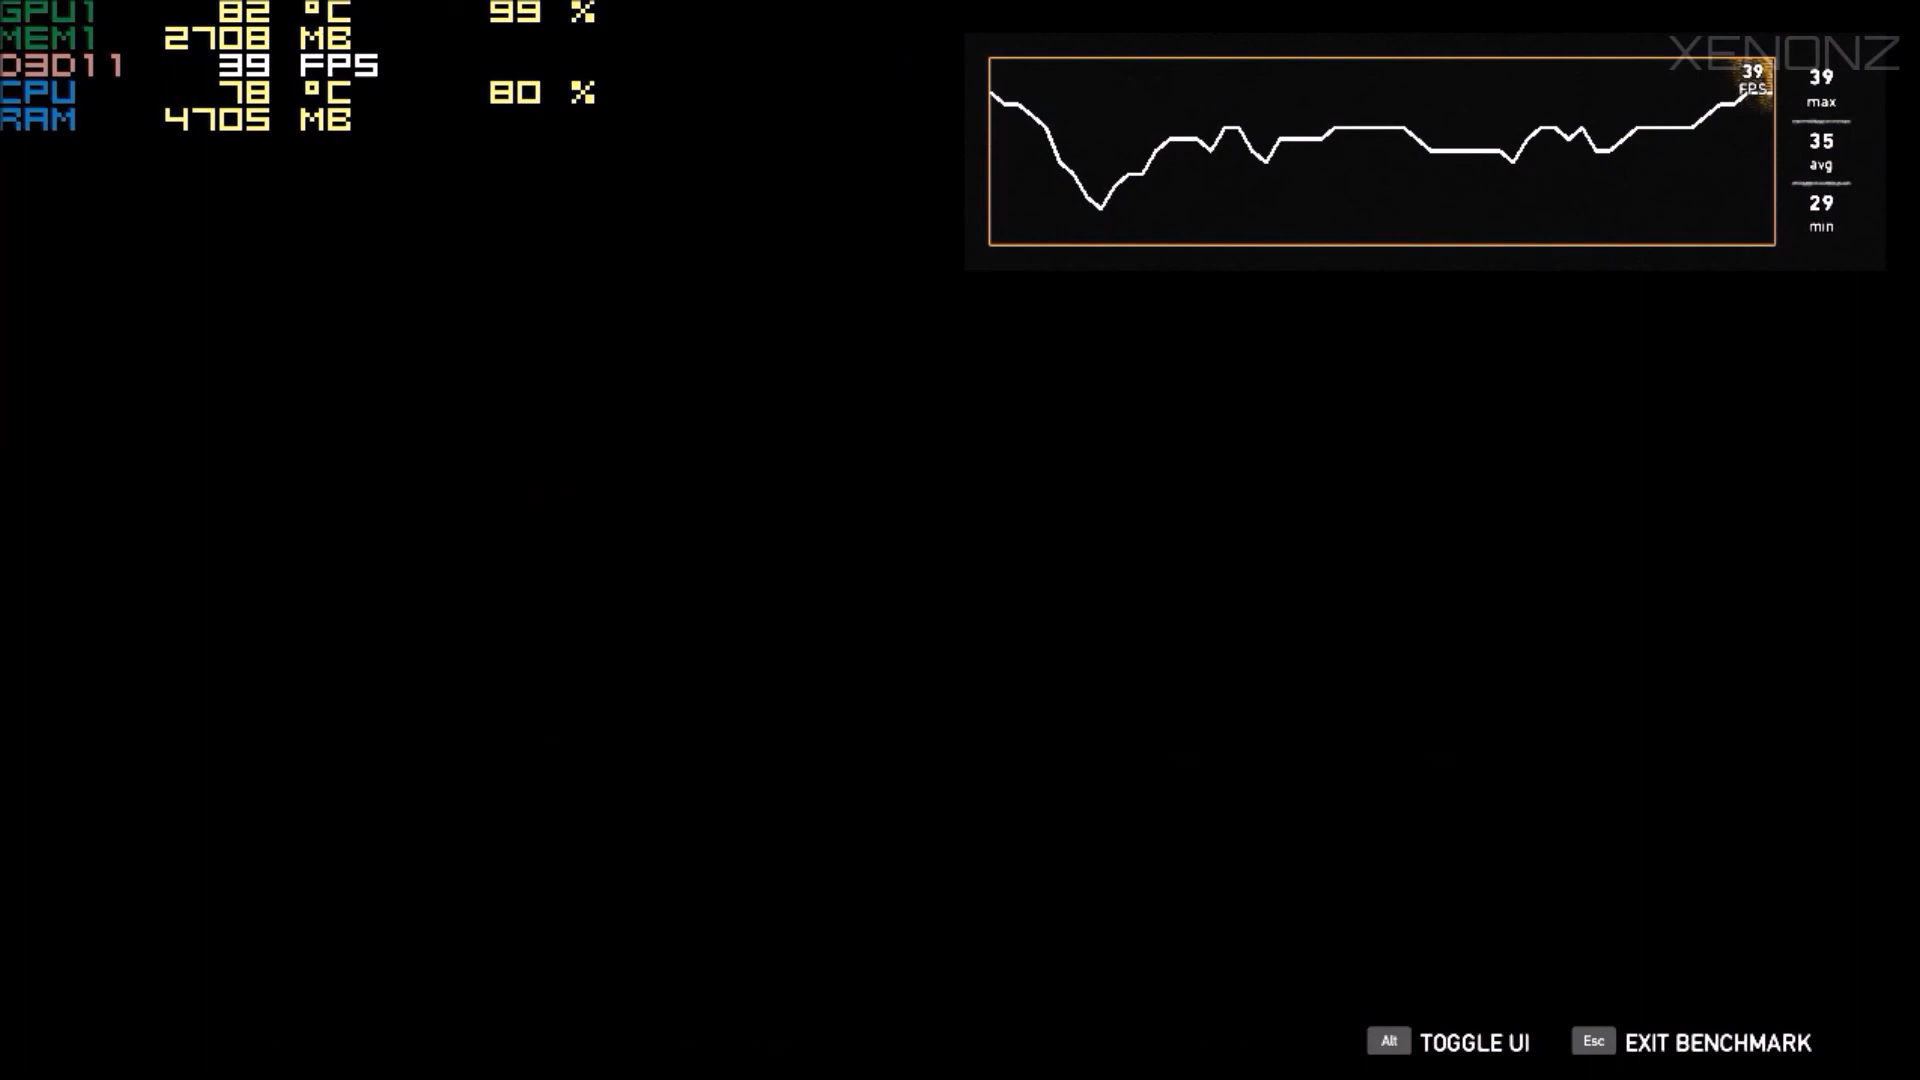 GPU1 82 °C 99 %
MEM1 2708 MB
D3D11 39 FPS
CPU 78 °C 80 %
RAM 4705 MB
XENONZ
39
FPS
39
max
35
avg
29
min
Alt TOGGLE UI Esc EXIT BENCHMARK